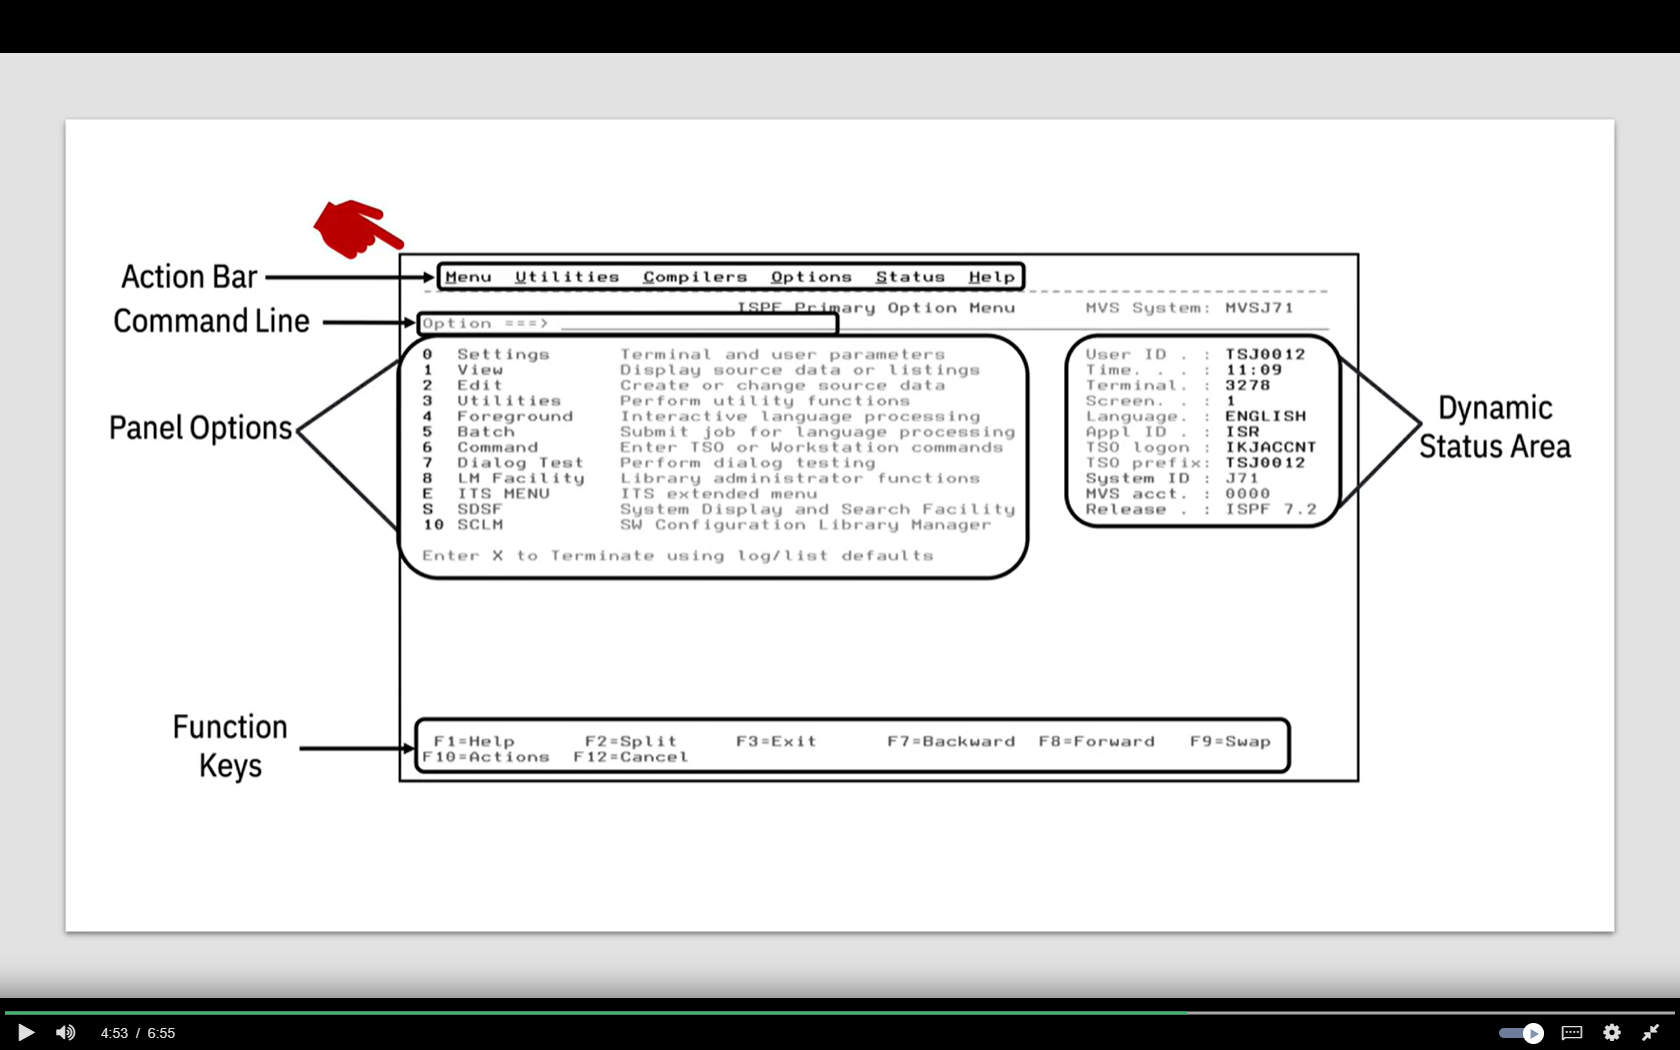 Action Bar
Command Line
Panel Options
Function
Keys
Dynamic
Status Area
Menu Utilities Compilers Options Status Help
ISPF Primary Option Menu MVS System: MVSJ71
Option ===>
0 Settings Terminal and user parameters
1 View Display source data or listings
2 Edit Create or change source data
3 Utilities Perform utility functions
4 Foreground Interactive language processing
5 Batch Submit job for language processing
6 Command Enter TSO or Workstation commands
7 Dialog Test Perform dialog testing
8 LM Facility Library administrator functions
E ITS MENU ITS extended menu
S SDSF System Display and Search Facility
10 SCLM SW Configuration Library Manager
Enter X to Terminate using log/list defaults
User ID . : TSJ0012
Time. . . : 11:09
Terminal. : 3278
Screen. . : 1
Language. : ENGLISH
Appl ID . : ISR
TSO logon : IKJACCNT
TSO prefix: TSJ0012
System ID : J71
MVS acct. : 0000
Release . : ISPF 7.2
F1=Help F2=Split F3=Exit F7=Backward F8=Forward F9=Swap
F10=Actions F12=Cancel
4:53 / 6:55